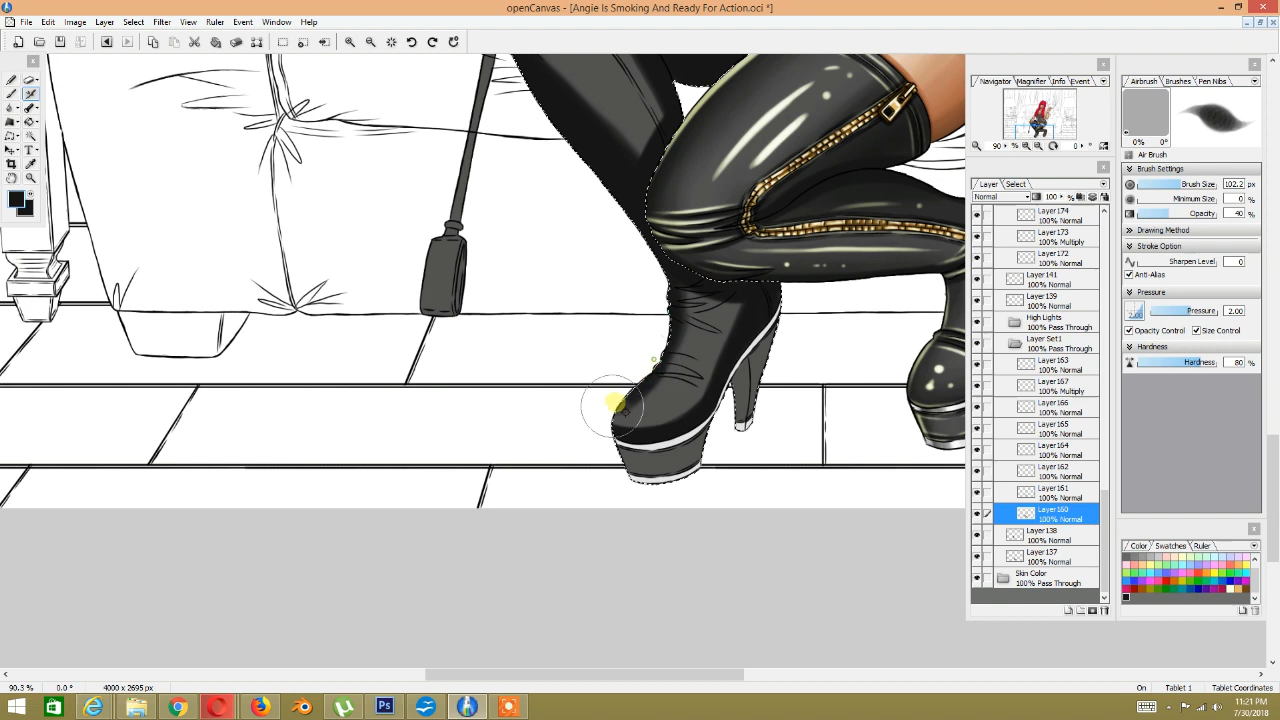 openCanvas - [Angie Is Smoking And Ready For Action.oci *]
File Edit Image Layer Select Filter View Ruler Event Window Help
Navigator Magnifier Info Event
90 % 0 °
Layer Select
Normal 100 %
Layer174
100% Normal
Layer173
100% Multiply
Layer172
100% Normal
Layer141
100% Normal
Layer139
100% Normal
High Lights
100% Pass Through
Layer Set1
100% Pass Through
Layer163
100% Normal
Layer167
100% Multiply
Layer166
100% Normal
Layer165
100% Normal
Layer164
100% Normal
Layer162
100% Normal
Layer161
100% Normal
Layer160
100% Normal
Layer138
100% Normal
Layer137
100% Normal
Skin Color
100% Pass Through
Airbrush Brushes Pen Nibs
0% 0°
Air Brush
Brush Settings
Brush Size 102.2 px
Minimum Size 0 %
Opacity 40 %
Drawing Method
Stroke Option
Sharpen Level 0
Anti-Alias
Pressure
2.00 Pressure 2.00
Opacity Control Size Control
Hardness
Hardness 80 %
Color Swatches Ruler
90.3 % 0.0 ° 4000 x 2695 px
On Tablet 1 Tablet Coordinates
Ps
11:21 PM
7/30/2018